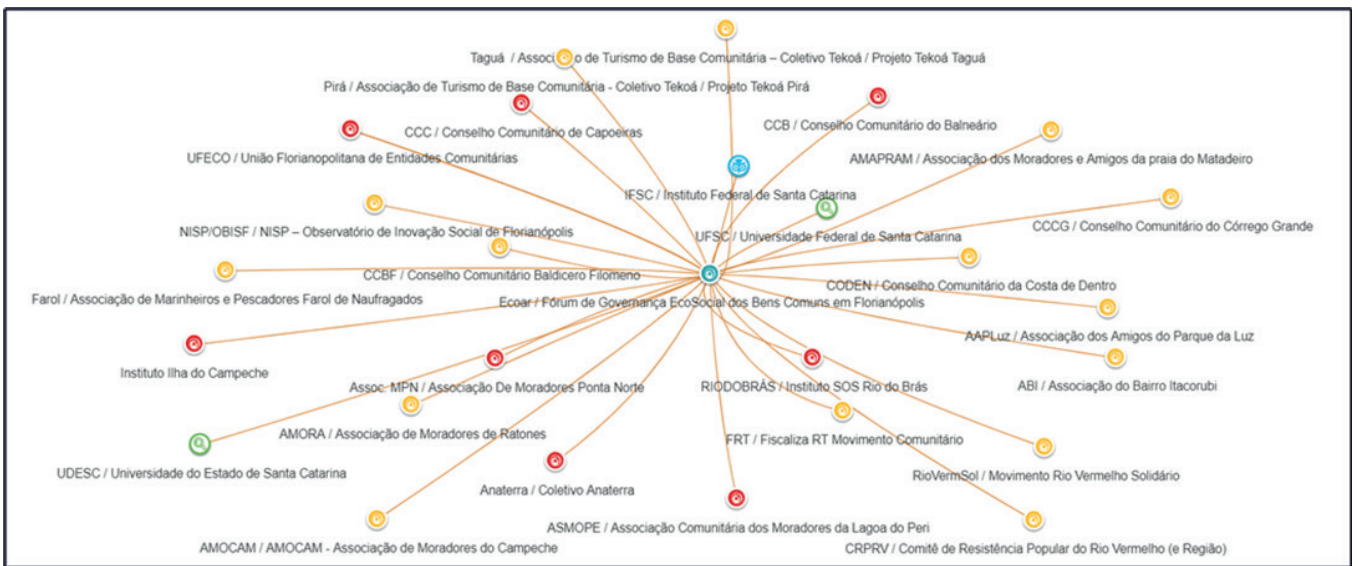 Taguá / Associação de Turismo de Base Comunitária – Coletivo Tekoá / Projeto Tekoá Taguá
Pirá / Associação de Turismo de Base Comunitária - Coletivo Tekoá / Projeto Tekoá Pirá
CCC / Conselho Comunitário de Capoeiras
CCB / Conselho Comunitário do Balneário
UFECO / União Florianopolitana de Entidades Comunitárias
AMAPRAM / Associação dos Moradores e Amigos da praia do Matadeiro
IFSC / Instituto Federal de Santa Catarina
NISP/OBISF / NISP – Observatório de Inovação Social de Florianópolis
UFSC / Universidade Federal de Santa Catarina
CCCG / Conselho Comunitário do Córrego Grande
CCBF / Conselho Comunitário Baldicero Filomeno
CODEN / Conselho Comunitário da Costa de Dentro
Farol / Associação de Marinheiros e Pescadores Farol de Naufragados
Ecoar / Fórum de Governança EcoSocial dos Bens Comuns em Florianópolis
AAPLuz / Associação dos Amigos do Parque da Luz
Instituto Ilha do Campeche
Assoc. MPN / Associação De Moradores Ponta Norte
RIODOBRÁS / Instituto SOS Rio do Brás
ABI / Associação do Bairro Itacorubi
AMORA / Associação de Moradores de Ratones
FRT / Fiscaliza RT Movimento Comunitário
UDESC / Universidade do Estado de Santa Catarina
RioVermSol / Movimento Rio Vermelho Solidário
Anaterra / Coletivo Anaterra
ASMOPE / Associação Comunitária dos Moradores da Lagoa do Peri
AMOCAM / AMOCAM - Associação de Moradores do Campeche
CRPRV / Comitê de Resistência Popular do Rio Vermelho (e Região)